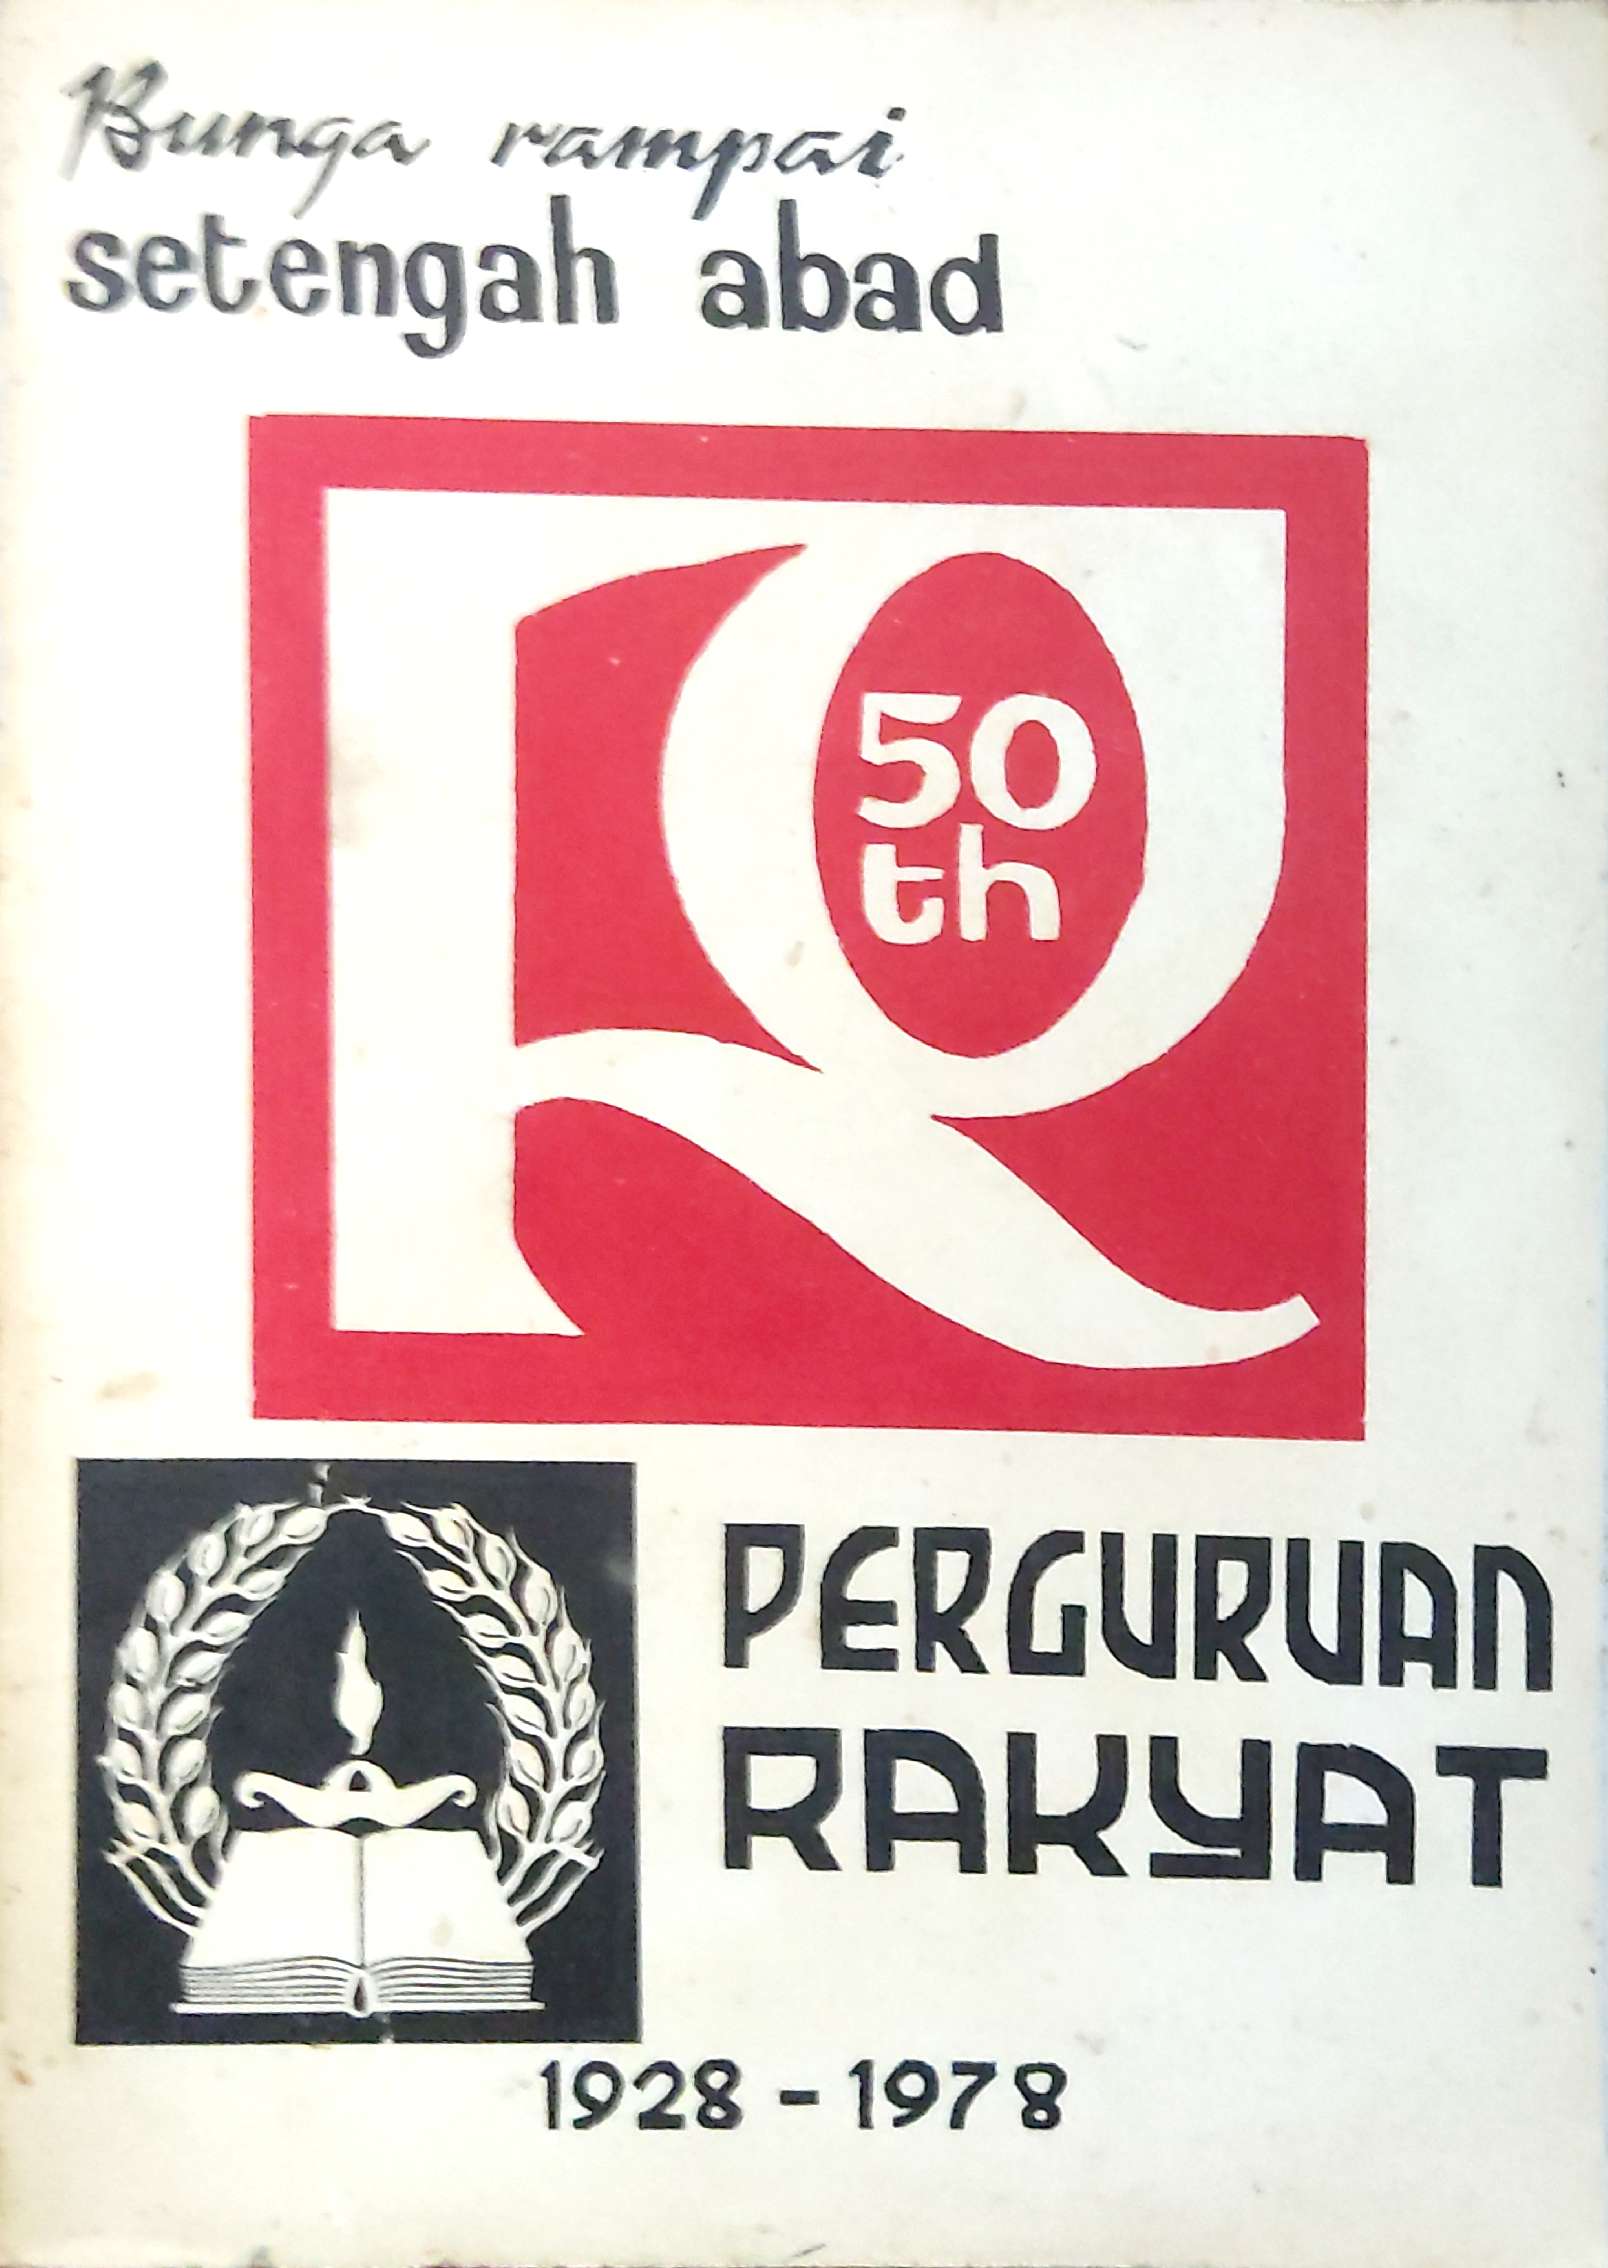 Bunga rampai
setengah abad
50
th
PERGURUAN
RAKYAT
1928 - 1978